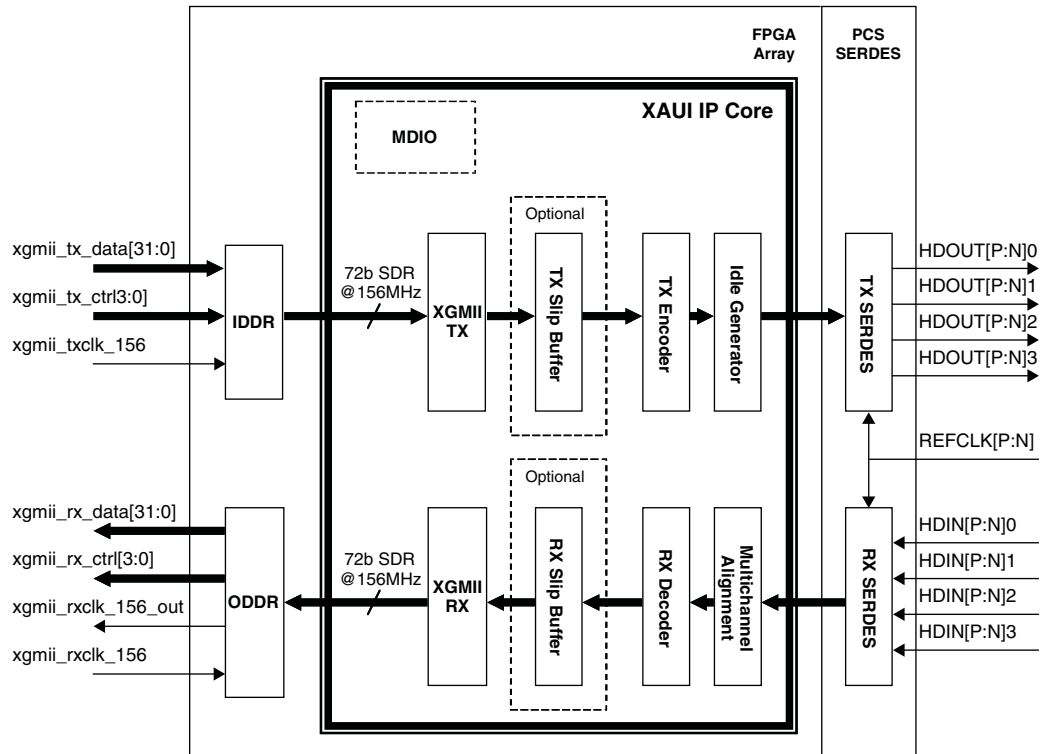 FPGA
Array
PCS
SERDES
XAUI IP Core
MDIO
Optional
xgmii_tx_data[31:0]
xgmii_tx_ctrl3:0]
xgmii_txclk_156
IDDR
72b SDR
@156MHz
XGMII
TX
TX Slip Buffer
TX Encoder
Idle Generator
TX SERDES
HDOUT[P:N]0
HDOUT[P:N]1
HDOUT[P:N]2
HDOUT[P:N]3
REFCLK[P:N]
Optional
xgmii_rx_data[31:0]
xgmii_rx_ctrl[3:0]
xgmii_rxclk_156_out
xgmii_rxclk_156
ODDR
72b SDR
@156MHz
XGMII
RX
RX Slip Buffer
RX Decoder
Multichannel
Alignment
RX SERDES
HDIN[P:N]0
HDIN[P:N]1
HDIN[P:N]2
HDIN[P:N]3